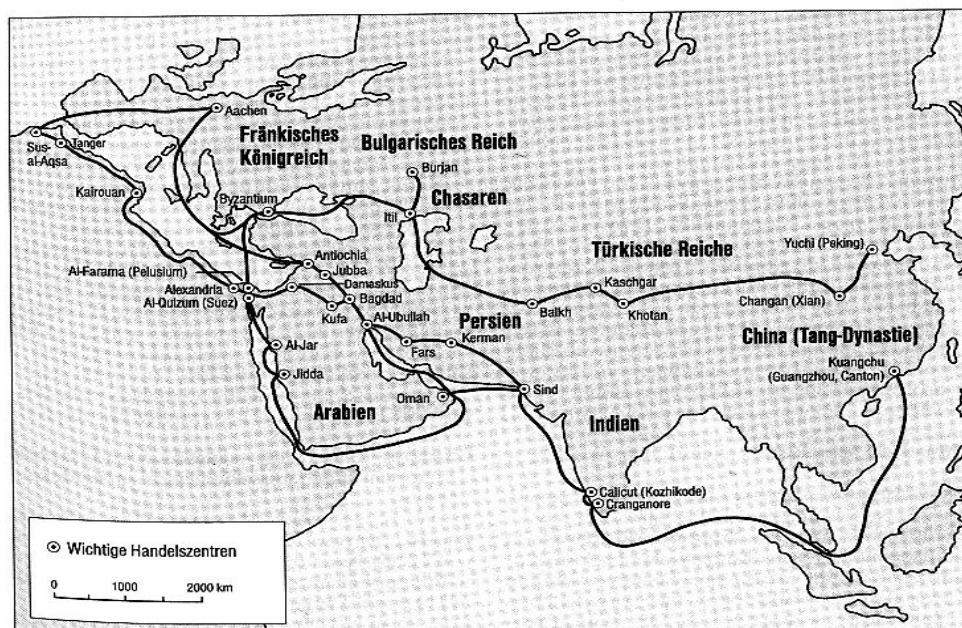 Aachen
Fränkisches
Königreich
Bulgarisches Reich
Burjan
Chasaren
Sus-
al-Aqsa
Tanger
Kairouan
Byzantium
Itil
Türkische Reiche
Yuchi (Peking)
Antiochia
Jubba
Al-Farama (Pelusium)
Damaskus
Alexandria
Bagdad
Al-Qulzum (Suez)
Kufa
Al-Ubullah
Persien
Kaschgar
Balkh
Khotan
Changan (Xian)
China (Tang-Dynastie)
Kuangchu
(Guangzhou, Canton)
Al-Jar
Fars
Kerman
Jidda
Oman
Sind
Arabien
Indien
Calicut (Kozhikode)
Cranganore
Wichtige Handelszentren
0 1000 2000 km